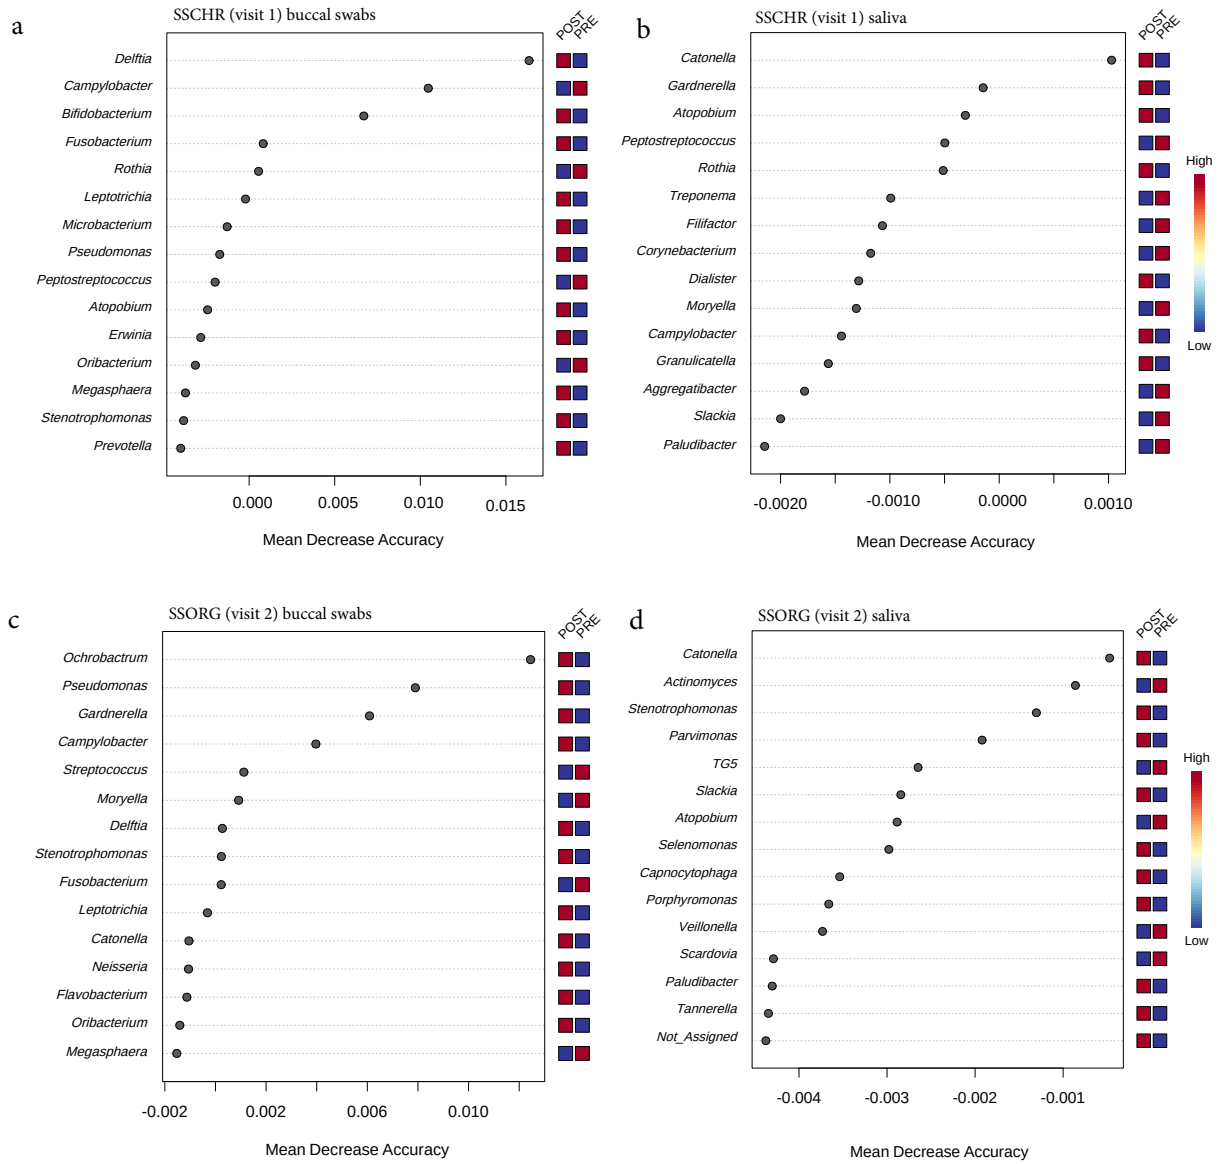 a
SSCHR (visit 1) buccal swabs
POST
PRE
Delftia
Campylobacter
Bifidobacterium
Fusobacterium
Rothia
Leptotrichia
Microbacterium
Pseudomonas
Peptostreptococcus
Atopobium
Erwinia
Oribacterium
Megasphaera
Stenotrophomonas
Prevotella
0.000 0.005 0.010 0.015
Mean Decrease Accuracy
b
SSCHR (visit 1) saliva
POST
PRE
Catonella
Gardnerella
Atopobium
Peptostreptococcus
Rothia
Treponema
Filifactor
Corynebacterium
Dialister
Moryella
Campylobacter
Granulicatella
Aggregatibacter
Slackia
Paludibacter
-0.0020 -0.0010 0.0000 0.0010
Mean Decrease Accuracy
High
Low
c
SSORG (visit 2) buccal swabs
POST
PRE
Ochrobactrum
Pseudomonas
Gardnerella
Campylobacter
Streptococcus
Moryella
Delftia
Stenotrophomonas
Fusobacterium
Leptotrichia
Catonella
Neisseria
Flavobacterium
Oribacterium
Megasphaera
-0.002 0.002 0.006 0.010
Mean Decrease Accuracy
d
SSORG (visit 2) saliva
POST
PRE
Catonella
Actinomyces
Stenotrophomonas
Parvimonas
TG5
Slackia
Atopobium
Selenomonas
Capnocytophaga
Porphyromonas
Veillonella
Scardovia
Paludibacter
Tannerella
Not_Assigned
-0.004 -0.003 -0.002 -0.001
Mean Decrease Accuracy
High
Low